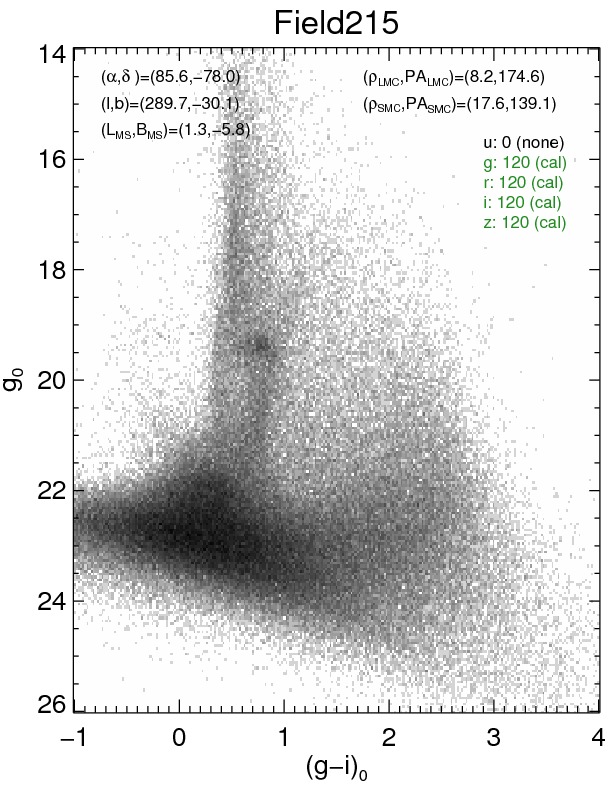 Field215
(α,δ)=(85.6,−78.0)
(ρLMC,PALMC)=(8.2,174.6)
(l,b)=(289.7,−30.1)
(ρSMC,PASMC)=(17.6,139.1)
(LMS,BMS)=(1.3,−5.8)
u: 0 (none)
g: 120 (cal)
r: 120 (cal)
i: 120 (cal)
z: 120 (cal)
14
16
18
20
22
24
26
g0
−1 0 1 2 3 4
(g−i)0